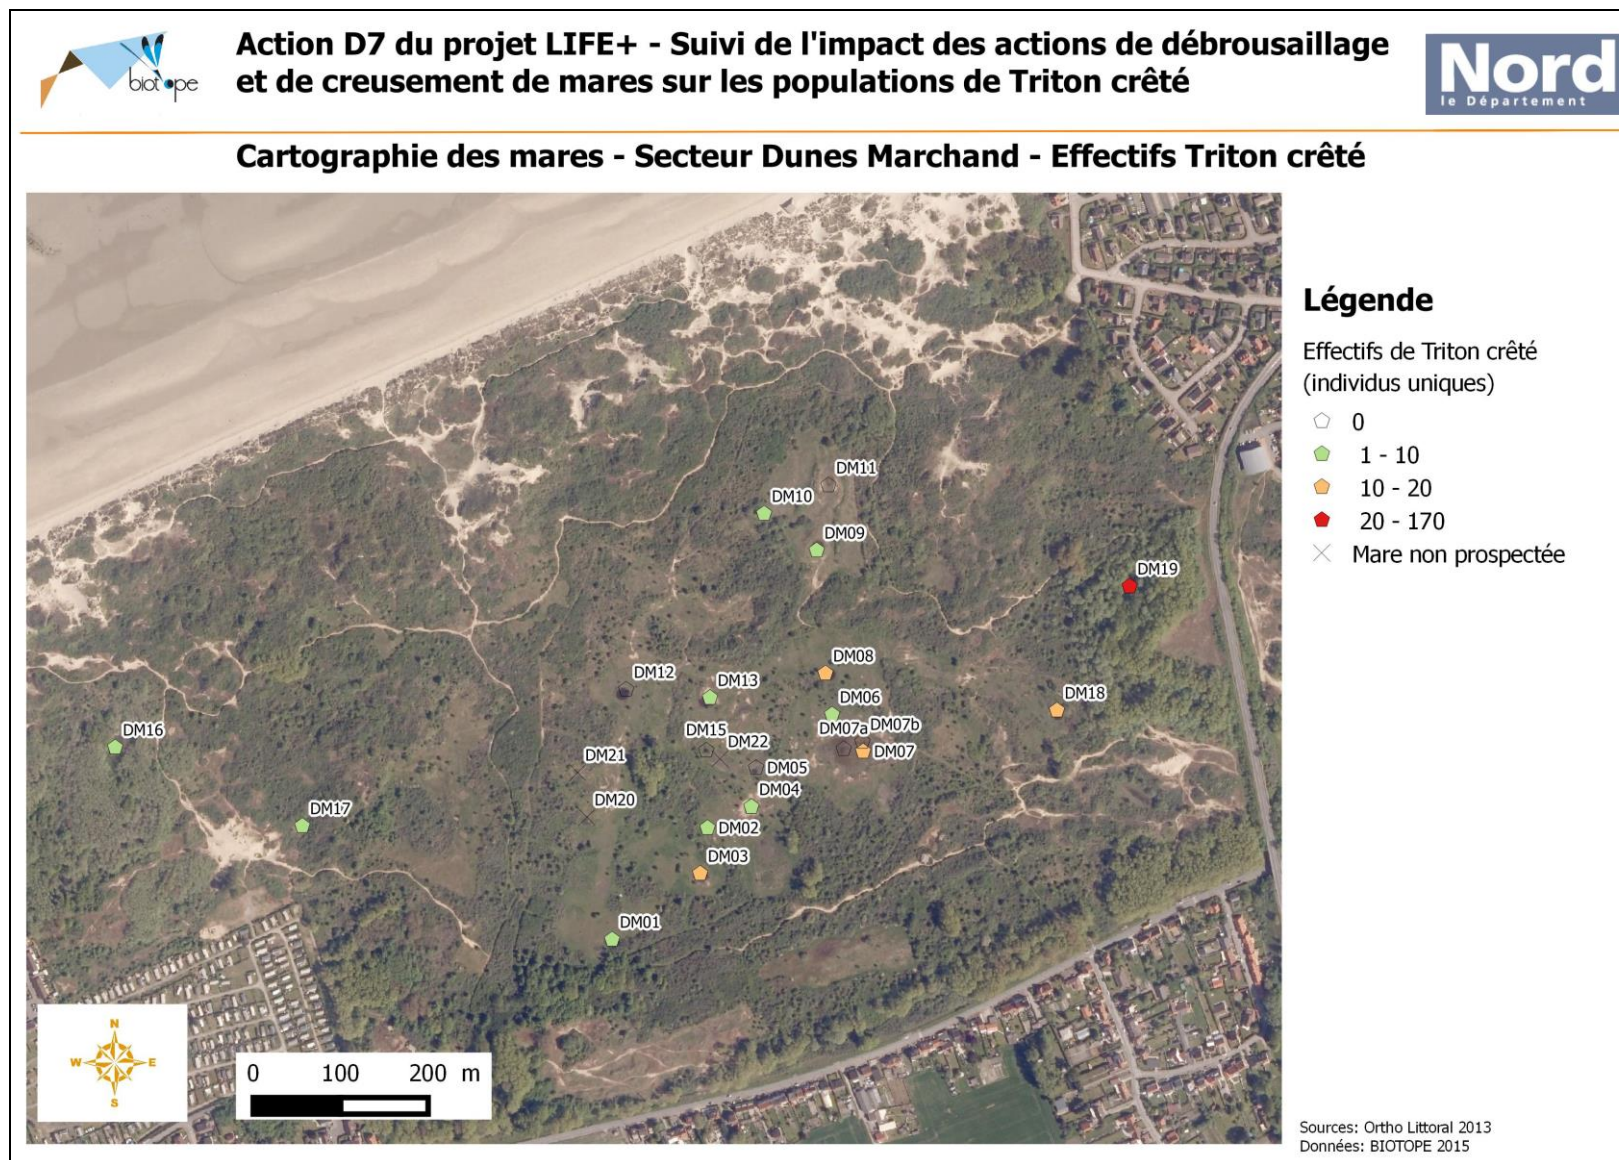 biotope
Action D7 du projet LIFE+ - Suivi de l'impact des actions de débrousaillage
et de creusement de mares sur les populations de Triton crêté
Nord
le Département
Cartographie des mares - Secteur Dunes Marchand - Effectifs Triton crêté
DM11
DM10
DM09
DM19
DM12
DM13
DM08
DM06
DM18
DM16
DM15
DM22
DM07a
DM07b
DM07
DM21
DM05
DM20
DM04
DM17
DM02
DM03
DM01
Légende
Effectifs de Triton crêté
(individus uniques)
0
1 - 10
10 - 20
20 - 170
Mare non prospectée
N
W
E
S
0 100 200 m
Sources: Ortho Littoral 2013
Données: BIOTOPE 2015